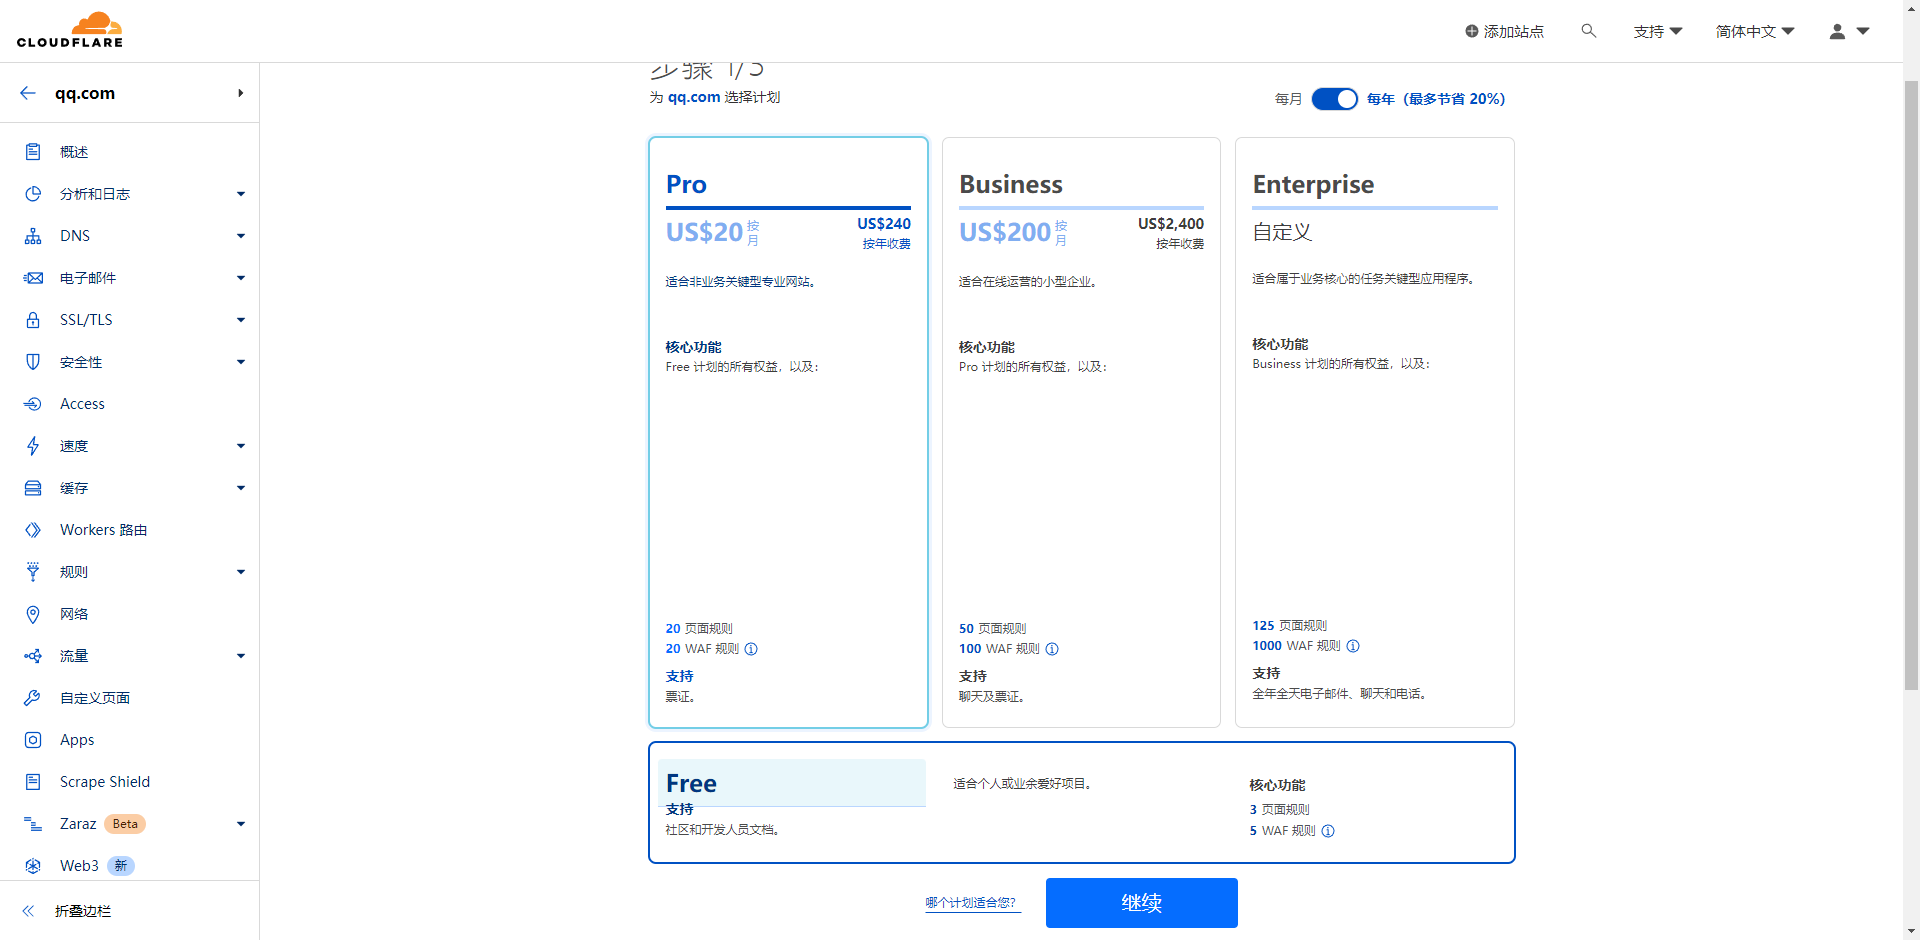 CLOUDFLARE
添加站点
支持
简体中文
qq.com
概述
分析和日志
DNS
电子邮件
SSL/TLS
安全性
Access
速度
缓存
Workers 路由
规则
网络
流量
自定义页面
Apps
Scrape Shield
Zaraz Beta
Web3 新
折叠边栏
步骤 1/3
为 qq.com 选择计划
每月
每年（最多节省 20%）
Pro
US$20 按月
US$240
按年收费
适合非业务关键型专业网站。
核心功能
Free 计划的所有权益，以及：
20 页面规则
20 WAF 规则
支持
票证。
Business
US$200 按月
US$2,400
按年收费
适合在线运营的小型企业。
核心功能
Pro 计划的所有权益，以及：
50 页面规则
100 WAF 规则
支持
聊天及票证。
Enterprise
自定义
适合属于业务核心的任务关键型应用程序。
核心功能
Business 计划的所有权益，以及：
125 页面规则
1000 WAF 规则
支持
全年全天电子邮件、聊天和电话。
Free
支持
社区和开发人员文档。
适合个人或业余爱好项目。
核心功能
3 页面规则
5 WAF 规则
哪个计划适合您？
继续